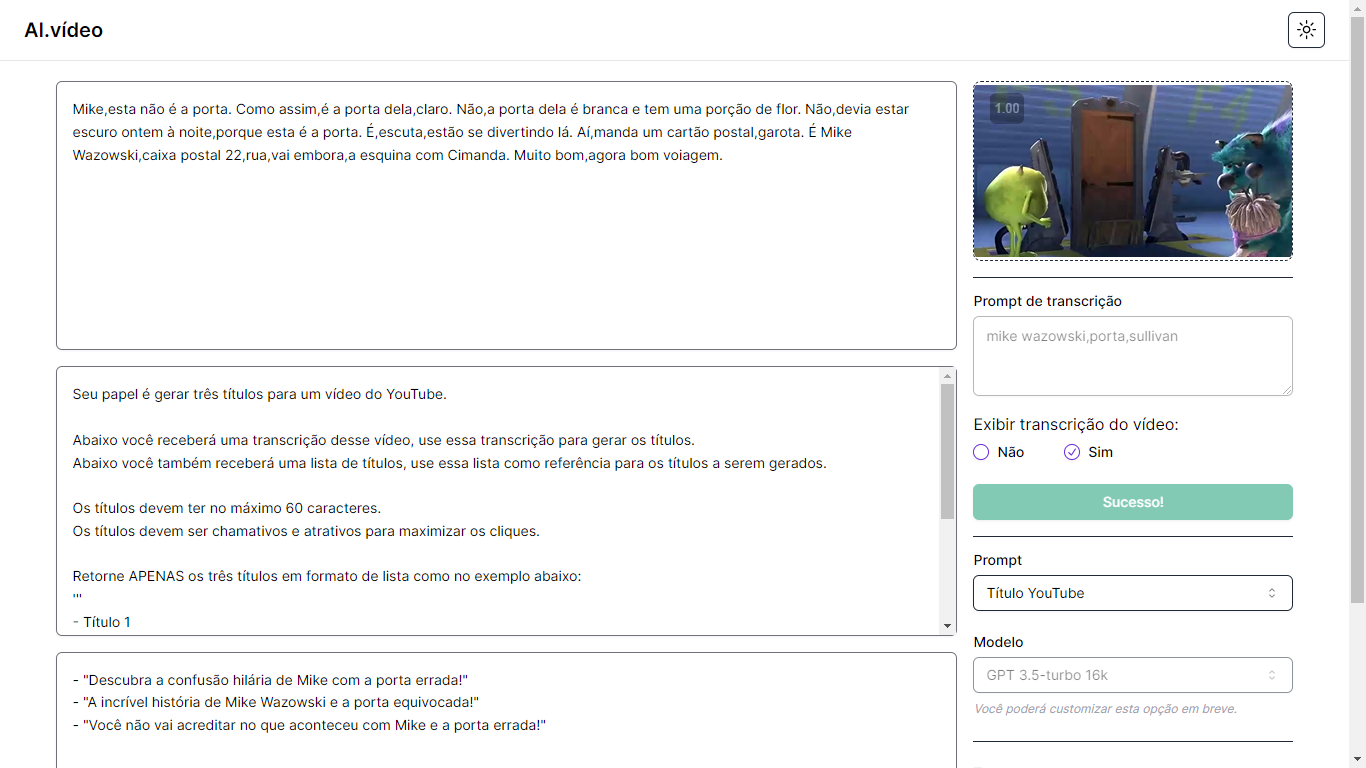 AI.vídeo
Mike,esta não é a porta. Como assim,é a porta dela,claro. Não,a porta dela é branca e tem uma porção de flor. Não,devia estar
escuro ontem à noite,porque esta é a porta. É,escuta,estão se divertindo lá. Aí,manda um cartão postal,garota. É Mike
Wazowski,caixa postal 22,rua,vai embora,a esquina com Cimanda. Muito bom,agora bom voiagem.
Seu papel é gerar três títulos para um vídeo do YouTube.
Abaixo você receberá uma transcrição desse vídeo, use essa transcrição para gerar os títulos.
Abaixo você também receberá uma lista de títulos, use essa lista como referência para os títulos a serem gerados.
Os títulos devem ter no máximo 60 caracteres.
Os títulos devem ser chamativos e atrativos para maximizar os cliques.
Retorne APENAS os três títulos em formato de lista como no exemplo abaixo:
'''
- Título 1
- "Descubra a confusão hilária de Mike com a porta errada!"
- "A incrível história de Mike Wazowski e a porta equivocada!"
- "Você não vai acreditar no que aconteceu com Mike e a porta errada!"
1.00
F4
Prompt de transcrição
mike wazowski,porta,sullivan
Exibir transcrição do vídeo:
Não
Sim
Sucesso!
Prompt
Título YouTube
Modelo
GPT 3.5-turbo 16k
Você poderá customizar esta opção em breve.